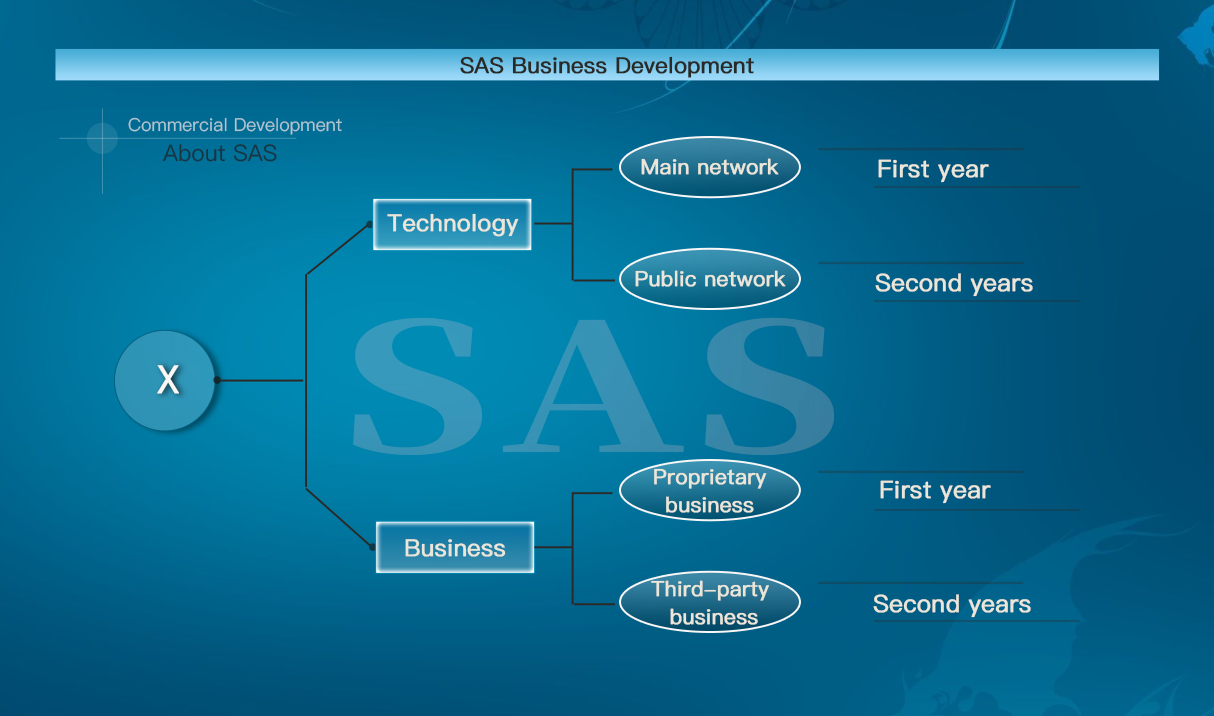 SAS Business Development
Commercial Development
About SAS
Main network
First year
Technology
Public network
Second years
SAS
X
Proprietary
business
First year
Business
Third-party
business
Second years